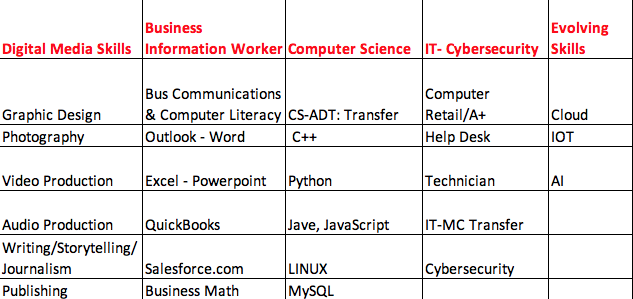 Digital Media Skills	Business Information Worker	Computer Science	IT- Cybersecurity	Evolving Skills
Graphic Design	Bus Communications & Computer Literacy	CS-ADT: Transfer	Computer Retail/A+	Cloud
Photography	Outlook - Word	C++	Help Desk	IOT
Video Production	Excel - Powerpoint	Python	Technician	AI
Audio Production	QuickBooks	Jave, JavaScript	IT-MC Transfer
Writing/Storytelling/ Journalism	Salesforce.com	LINUX	Cybersecurity
Publishing	Business Math	MySQL